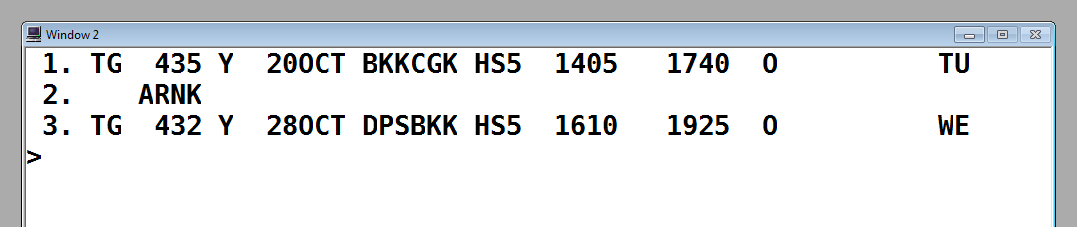 Window 2
1. TG 435 Y 20OCT BKKCGK HS5 1405 1740 O TU
2. ARNK
3. TG 432 Y 28OCT DPSBKK HS5 1610 1925 O WE
>